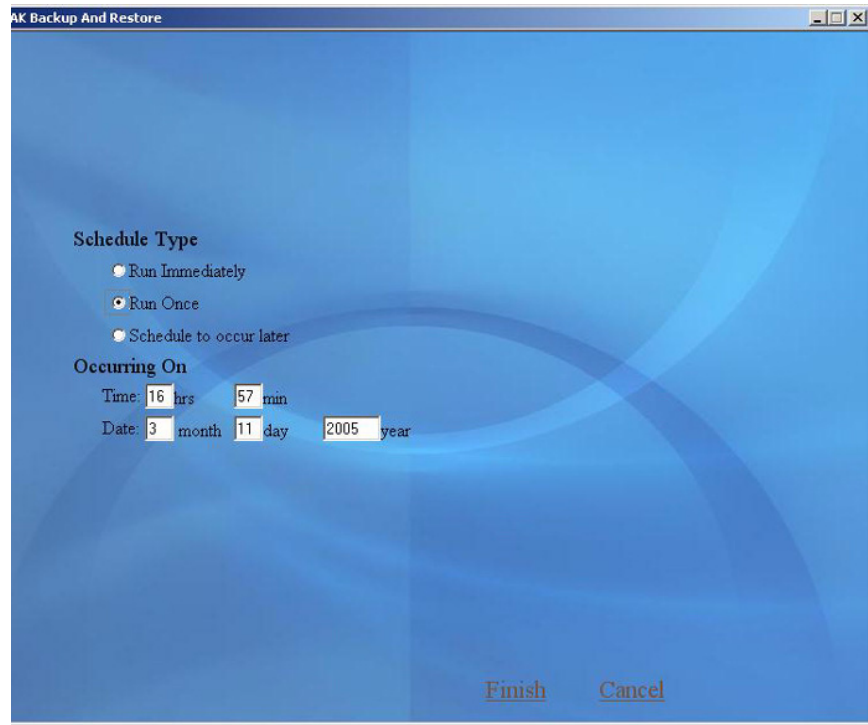 AK Backup And Restore
Schedule Type
Run Immediately
Run Once
Schedule to occur later
Occurring On
Time: 16 hrs 57 min
Date: 3 month 11 day 2005 year
Finish Cancel